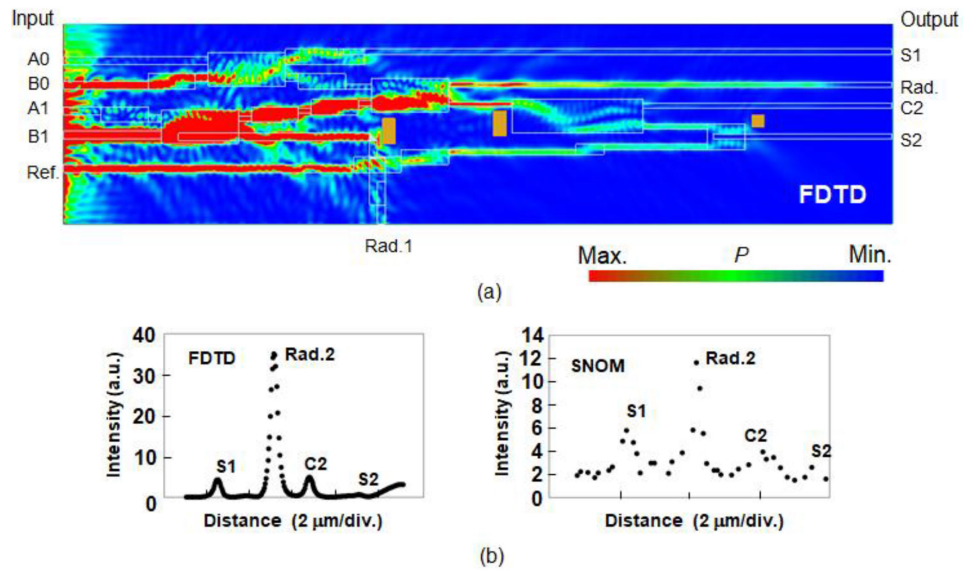 Input
Output
A0
S1
B0
Rad.
A1
C2
B1
S2
Ref.
FDTD
Rad.1
Max.
P
Min.
(a)
40
30
20
10
0
Intensity (a.u.)
FDTD
Rad.2
S1
C2
S2
Distance (2 μm/div.)
14
12
10
8
6
4
2
0
Intensity (a.u.)
SNOM
Rad.2
S1
C2
S2
Distance (2 μm/div.)
(b)